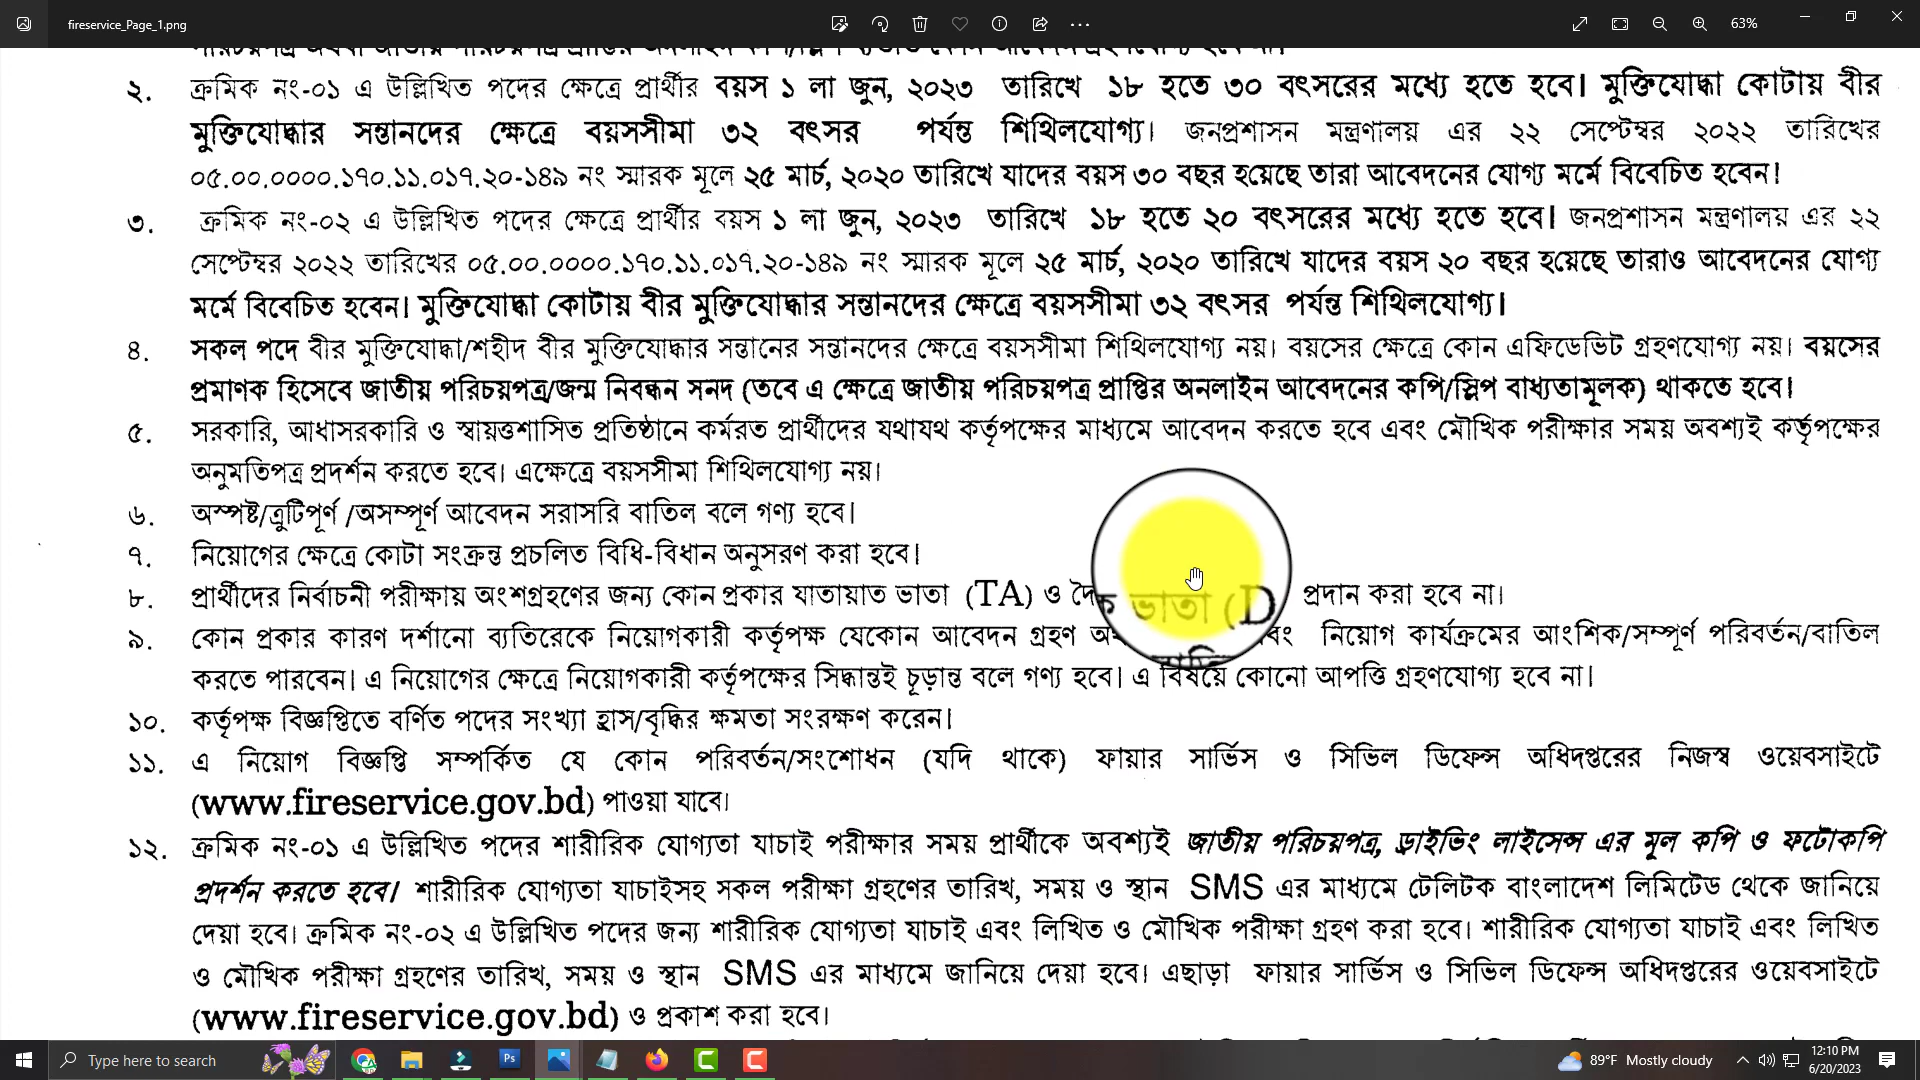 fireservice_Page_1.png
63%
২. ক্রমিক নং-০১ এ উল্লিখিত পদের ক্ষেত্রে প্রার্থীর বয়স ১ লা জুন, ২০২৩ তারিখে ১৮ হতে ৩০ বৎসরের মধ্যে হতে হবে। মুক্তিযোদ্ধা কোটায় বীর
মুক্তিযোদ্ধার সন্তানদের ক্ষেত্রে বয়সসীমা ৩২ বৎসর পর্যন্ত শিথিলযোগ্য। জনপ্রশাসন মন্ত্রণালয় এর ২২ সেপ্টেম্বর ২০২২ তারিখের
০৫.০০.০০০০.১৭০.১১.০১৭.২০-১৪৯ নং স্মারক মূলে ২৫ মার্চ, ২০২০ তারিখে যাদের বয়স ৩০ বছর হয়েছে তারা আবেদনের যোগ্য মর্মে বিবেচিত হবেন!
৩. ক্রমিক নং-০২ এ উল্লিখিত পদের ক্ষেত্রে প্রার্থীর বয়স ১ লা জুন, ২০২৩ তারিখে ১৮ হতে ২০ বৎসরের মধ্যে হতে হবে। জনপ্রশাসন মন্ত্রণালয় এর ২২
সেপ্টেম্বর ২০২২ তারিখের ০৫.০০.০০০০.১৭০.১১.০১৭.২০-১৪৯ নং স্মারক মূলে ২৫ মার্চ, ২০২০ তারিখে যাদের বয়স ২০ বছর হয়েছে তারাও আবেদনের যোগ্য
মর্মে বিবেচিত হবেন। মুক্তিযোদ্ধা কোটায় বীর মুক্তিযোদ্ধার সন্তানদের ক্ষেত্রে বয়সসীমা ৩২ বৎসর পর্যন্ত শিথিলযোগ্য।
৪. সকল পদে বীর মুক্তিযোদ্ধা/শহীদ বীর মুক্তিযোদ্ধার সন্তানের সন্তানদের ক্ষেত্রে বয়সসীমা শিথিলযোগ্য নয়। বয়সের ক্ষেত্রে কোন এফিডেভিট গ্রহণযোগ্য নয়। বয়সের
প্রমাণক হিসেবে জাতীয় পরিচয়পত্র/জন্ম নিবন্ধন সনদ (তবে এ ক্ষেত্রে জাতীয় পরিচয়পত্র প্রাপ্তির অনলাইন আবেদনের কপি/স্লিপ বাধ্যতামূলক) থাকতে হবে।
৫. সরকারি, আধাসরকারি ও স্বায়ত্তশাসিত প্রতিষ্ঠানে কর্মরত প্রার্থীদের যথাযথ কর্তৃপক্ষের মাধ্যমে আবেদন করতে হবে এবং মৌখিক পরীক্ষার সময় অবশ্যই কর্তৃপক্ষের
অনুমতিপত্র প্রদর্শন করতে হবে। এক্ষেত্রে বয়সসীমা শিথিলযোগ্য নয়।
৬. অস্পষ্ট/ত্রুটিপূর্ণ /অসম্পূর্ণ আবেদন সরাসরি বাতিল বলে গণ্য হবে।
৭. নিয়োগের ক্ষেত্রে কোটা সংক্রন্ত প্রচলিত বিধি-বিধান অনুসরণ করা হবে।
৮. প্রার্থীদের নির্বাচনী পরীক্ষায় অংশগ্রহণের জন্য কোন প্রকার যাতায়াত ভাতা (TA) ও দৈক ভাতা (D প্রদান করা হবে না।
৯. কোন প্রকার কারণ দর্শানো ব্যতিরেকে নিয়োগকারী কর্তৃপক্ষ যেকোন আবেদন গ্রহণ নিয়োগ কার্যক্রমের আংশিক/সম্পূর্ণ পরিবর্তন/বাতিল
করতে পারবেন। এ নিয়োগের ক্ষেত্রে নিয়োগকারী কর্তৃপক্ষের সিদ্ধান্তই চূড়ান্ত বলে গণ্য হবে। এ বিষয়ে কোনো আপত্তি গ্রহণযোগ্য হবে না।
১০. কর্তৃপক্ষ বিজ্ঞপ্তিতে বর্ণিত পদের সংখ্যা হ্রাস/বৃদ্ধির ক্ষমতা সংরক্ষণ করেন।
১১. এ নিয়োগ বিজ্ঞপ্তি সম্পর্কিত যে কোন পরিবর্তন/সংশোধন (যদি থাকে) ফায়ার সার্ভিস ও সিভিল ডিফেন্স অধিদপ্তরের নিজস্ব ওয়েবসাইটে
(www.fireservice.gov.bd) পাওয়া যাবে।
১২. ক্রমিক নং-০১ এ উল্লিখিত পদের শারীরিক যোগ্যতা যাচাই পরীক্ষার সময় প্রার্থীকে অবশ্যই জাতীয় পরিচয়পত্র, ড্রাইভিং লাইসেন্স এর মূল কপি ও ফটোকপি
প্রদর্শন করতে হবে। শারীরিক যোগ্যতা যাচাইসহ সকল পরীক্ষা গ্রহণের তারিখ, সময় ও স্থান SMS এর মাধ্যমে টেলিটক বাংলাদেশ লিমিটেড থেকে জানিয়ে
দেয়া হবে। ক্রমিক নং-০২ এ উল্লিখিত পদের জন্য শারীরিক যোগ্যতা যাচাই এবং লিখিত ও মৌখিক পরীক্ষা গ্রহণ করা হবে। শারীরিক যোগ্যতা যাচাই এবং লিখিত
ও মৌখিক পরীক্ষা গ্রহণের তারিখ, সময় ও স্থান SMS এর মাধ্যমে জানিয়ে দেয়া হবে। এছাড়া ফায়ার সার্ভিস ও সিভিল ডিফেন্স অধিদপ্তরের ওয়েবসাইটে
(www.fireservice.gov.bd) ও প্রকাশ করা হবে।
Type here to search
Ps
89°F Mostly cloudy
12:10 PM
6/20/2023